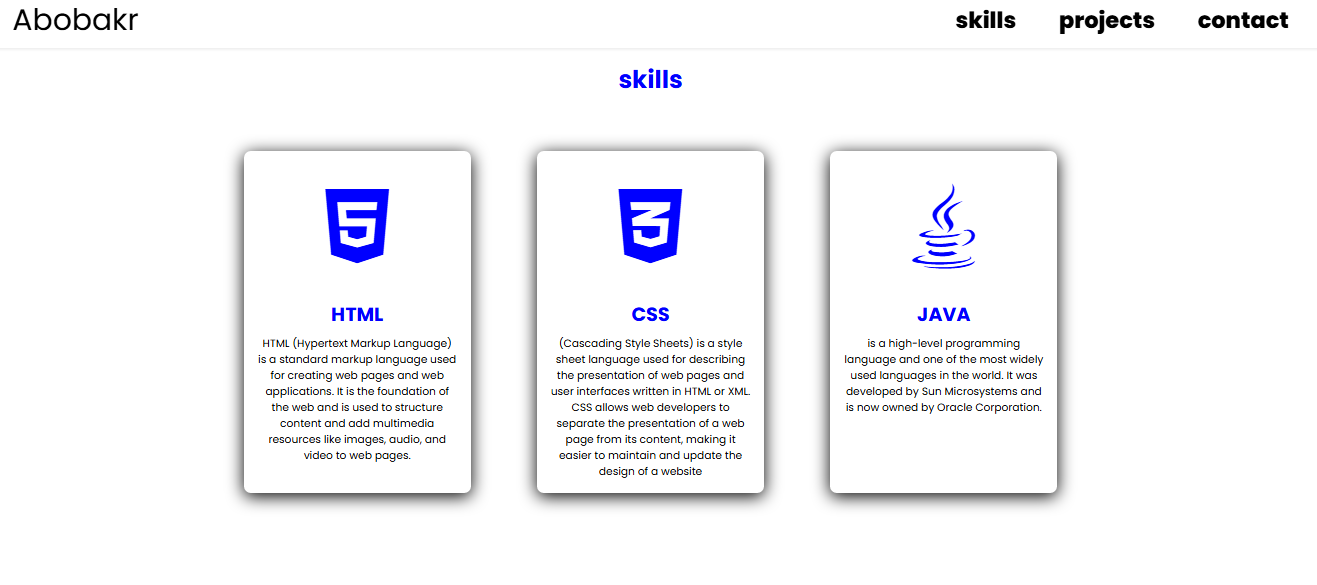 Abobakr
skills projects contact
skills
HTML
HTML (Hypertext Markup Language)
is a standard markup language used
for creating web pages and web
applications. It is the foundation of
the web and is used to structure
content and add multimedia
resources like images, audio, and
video to web pages.
CSS
(Cascading Style Sheets) is a style
sheet language used for describing
the presentation of web pages and
user interfaces written in HTML or XML.
CSS allows web developers to
separate the presentation of a web
page from its content, making it
easier to maintain and update the
design of a website
JAVA
is a high-level programming
language and one of the most widely
used languages in the world. It was
developed by Sun Microsystems and
is now owned by Oracle Corporation.